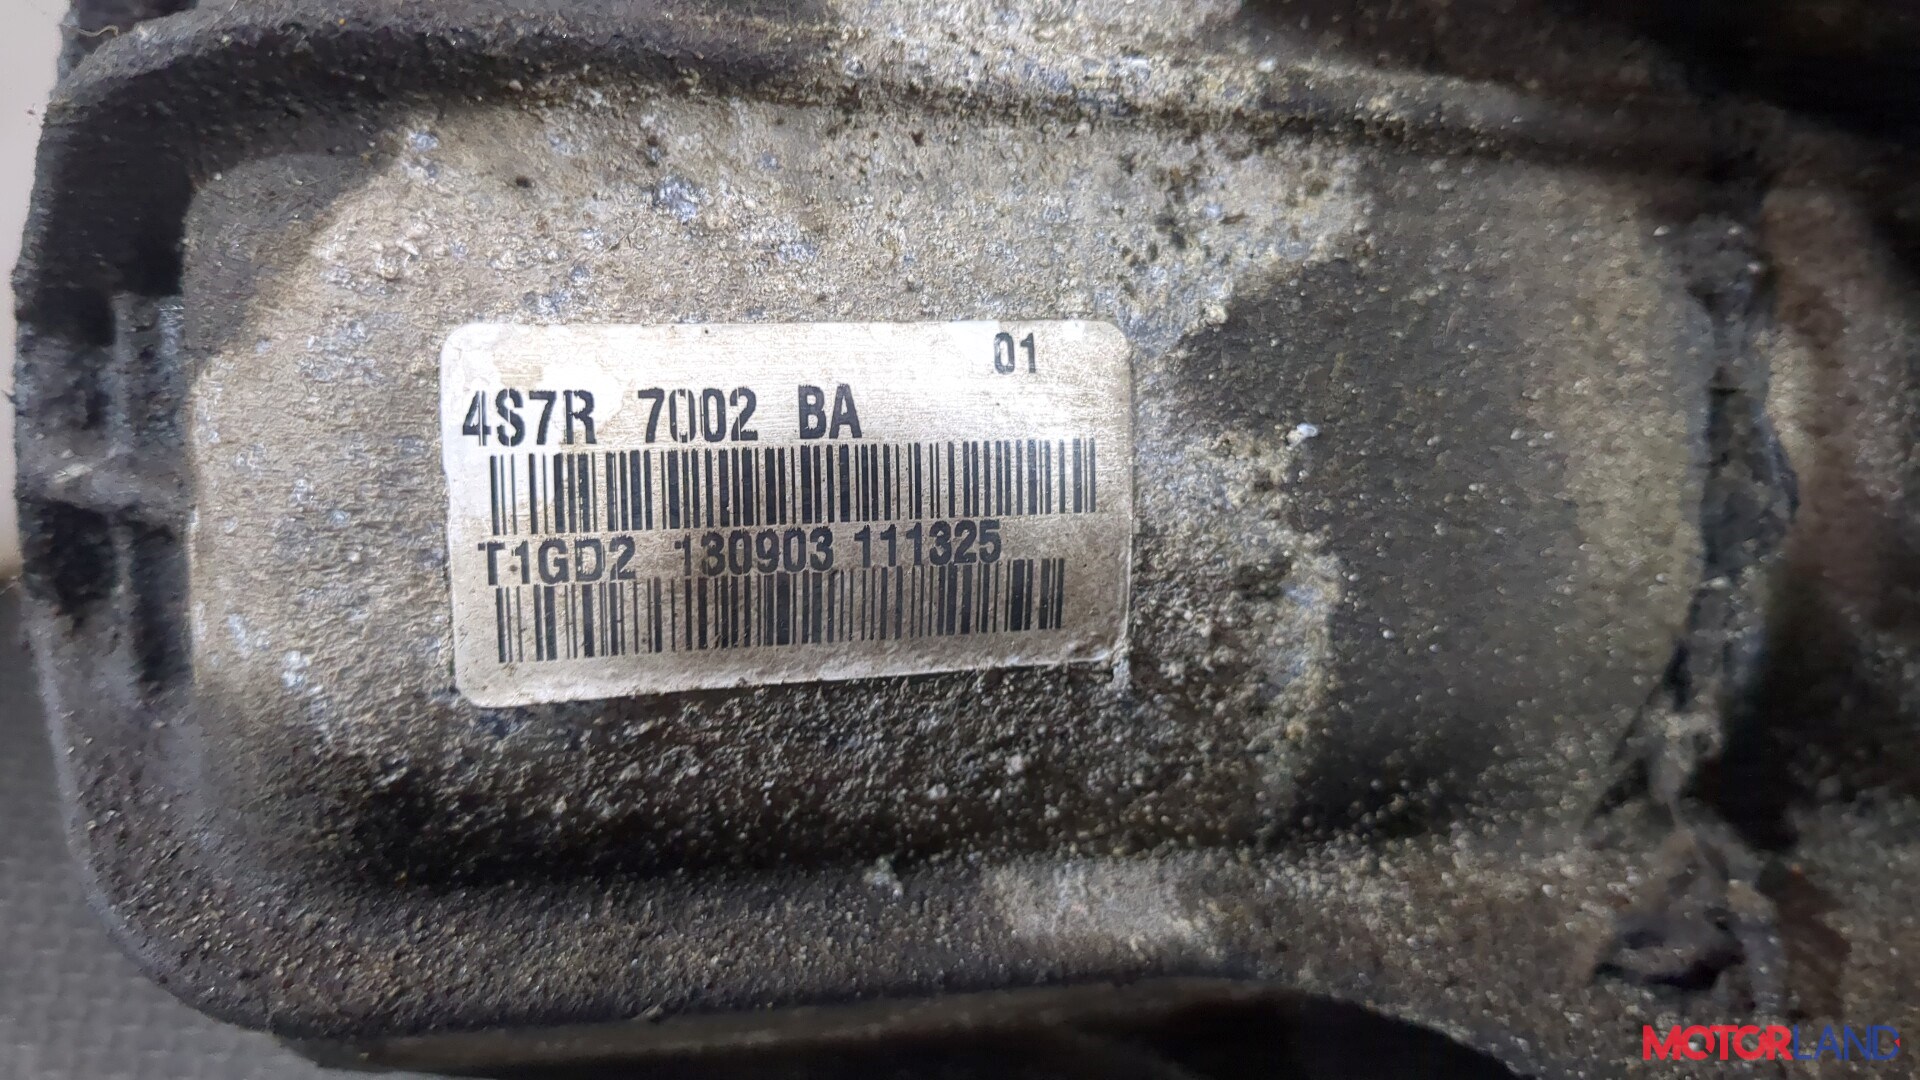 01
4S7R 7002 BA
T1GD2 130903 111325
MOTORLAND